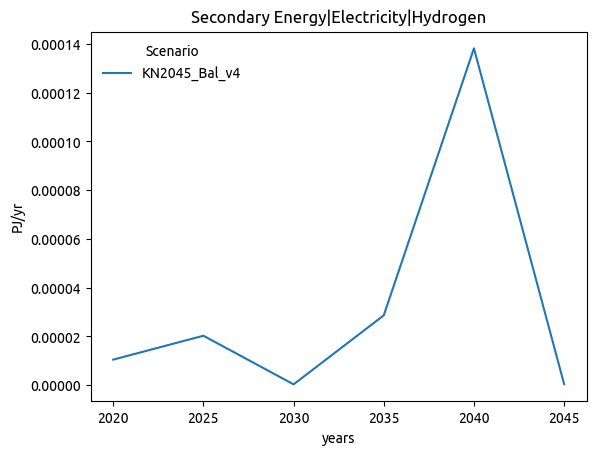 Secondary Energy|Electricity|Hydrogen
Scenario
KN2045_Bal_v4
0.00014
0.00012
0.00010
0.00008
0.00006
0.00004
0.00002
0.00000
PJ/yr
2020 2025 2030 2035 2040 2045
years